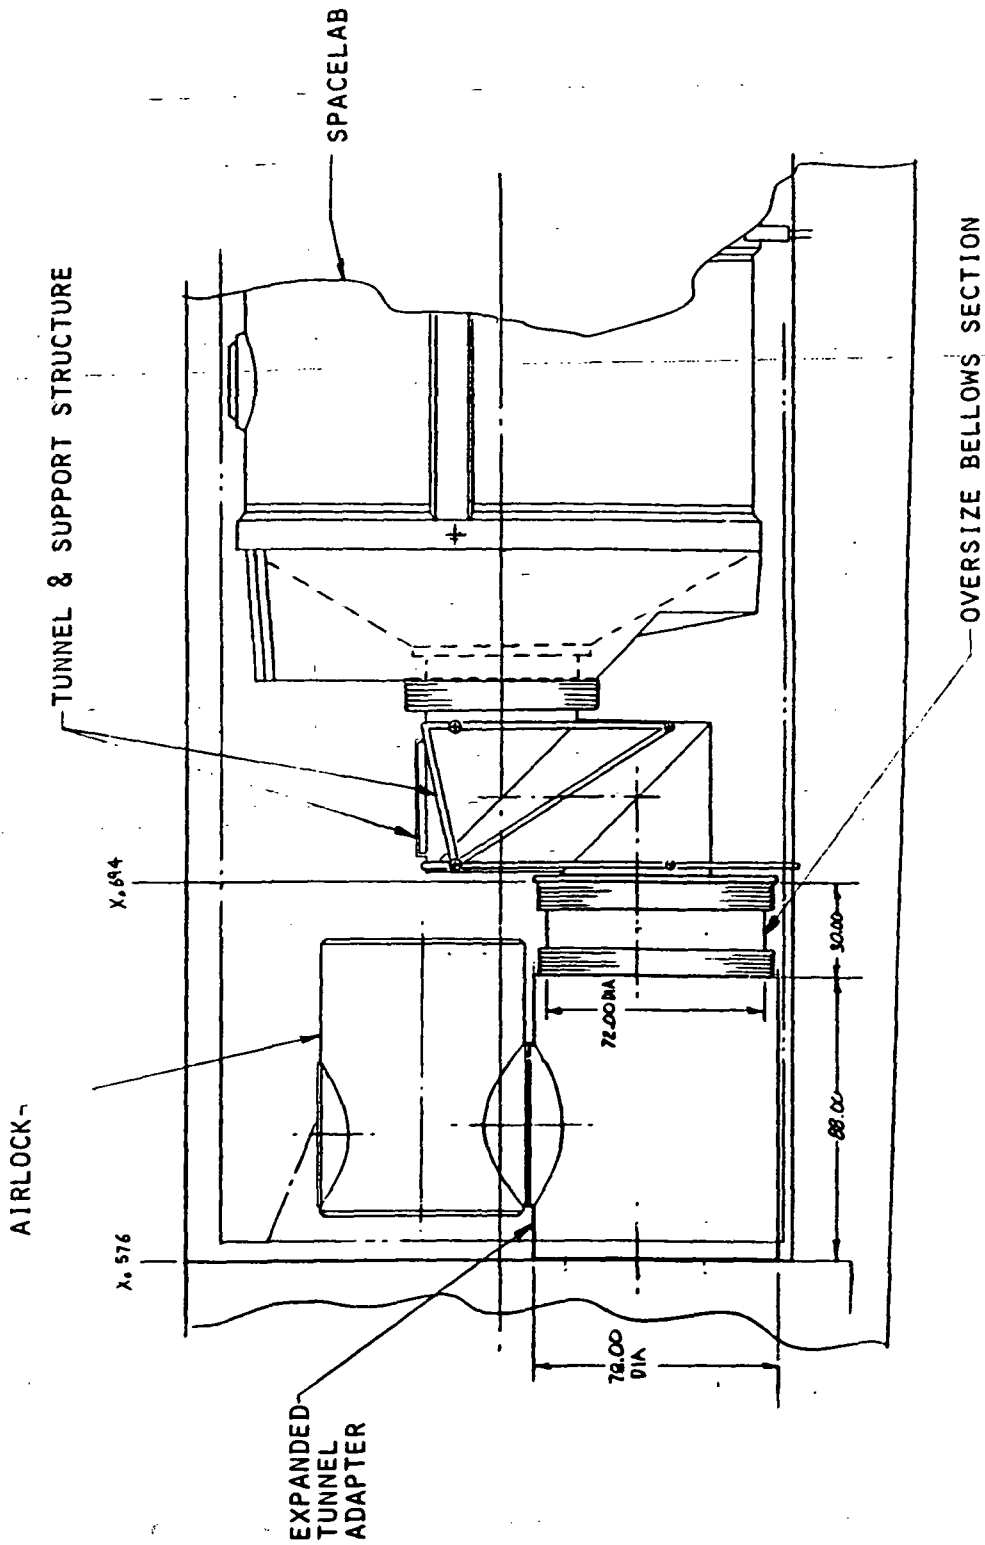 AIRLOCK
TUNNEL & SUPPORT STRUCTURE
SPACELAB
X₀ 576
X₀ 694
EXPANDED
TUNNEL
ADAPTER
78.00
DIA
72.00 DIA
88.00
30.00
OVERSIZE BELLOWS SECTION